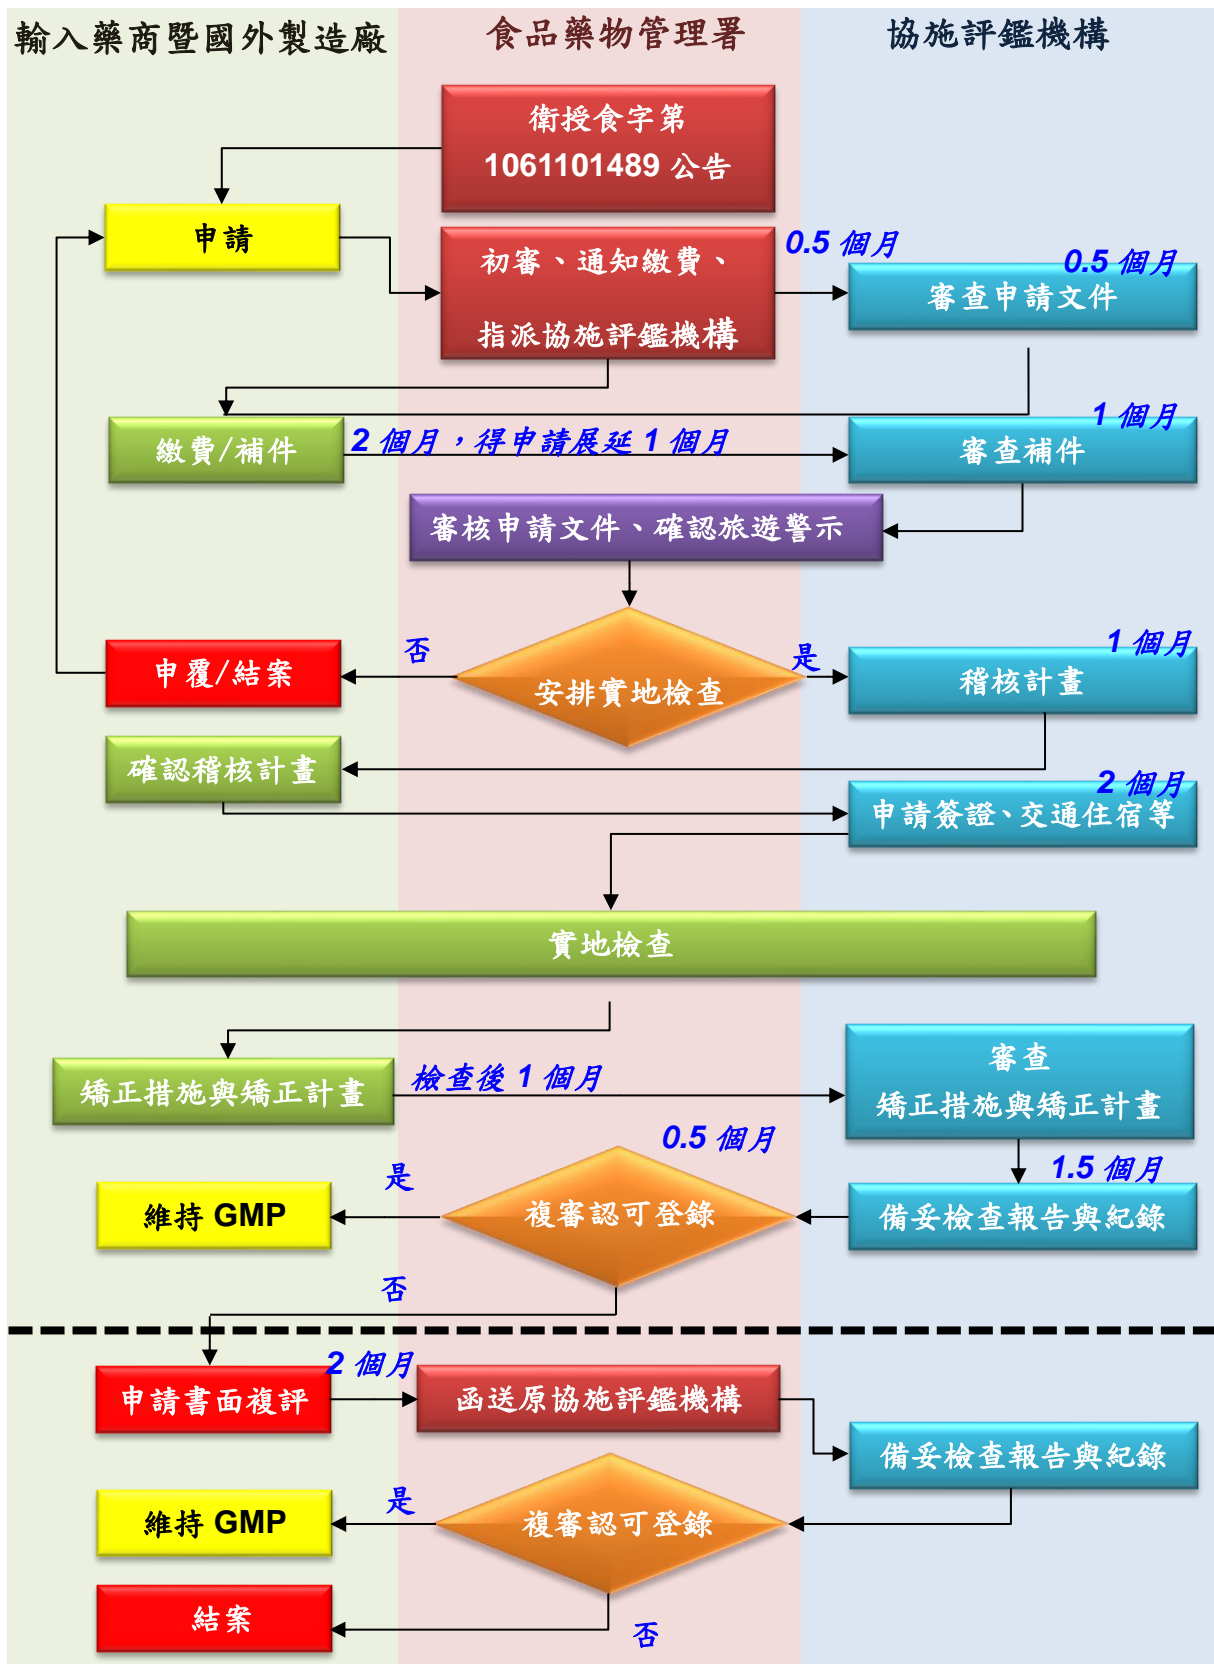 輸入藥商暨國外製造廠
食品藥物管理署
協施評鑑機構
衛授食字第
1061101489 公告
申請
初審、通知繳費、
指派協施評鑑機構
0.5 個月
0.5 個月
審查申請文件
繳費/補件
2 個月，得申請展延 1 個月
1 個月
審查補件
審核申請文件、確認旅遊警示
申覆/結案
否
安排實地檢查
是
1 個月
稽核計畫
確認稽核計畫
2 個月
申請簽證、交通住宿等
實地檢查
矯正措施與矯正計畫
檢查後 1 個月
審查
矯正措施與矯正計畫
0.5 個月
1.5 個月
維持 GMP
是
複審認可登錄
備妥檢查報告與紀錄
否
申請書面複評
2 個月
函送原協施評鑑機構
備妥檢查報告與紀錄
維持 GMP
是
複審認可登錄
結案
否